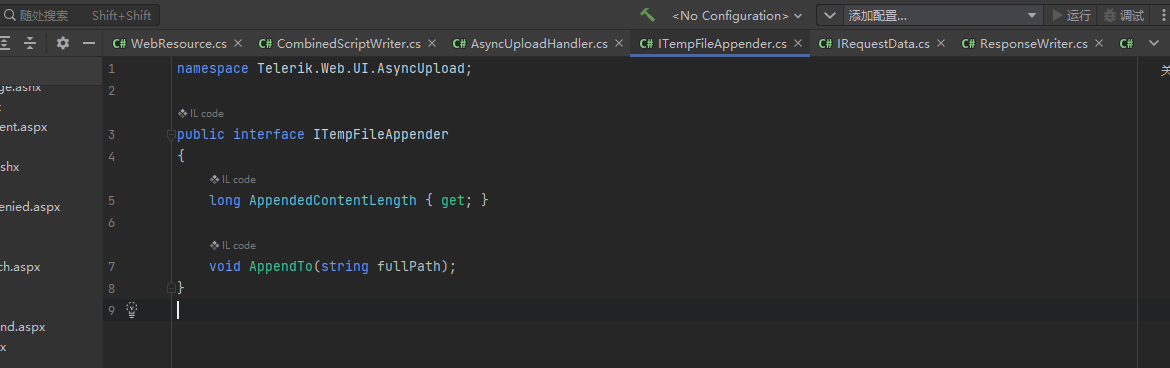 随处搜索 Shift+Shift
<No Configuration>
添加配置...
运行
调试
C# WebResource.cs
C# CombinedScriptWriter.cs
C# AsyncUploadHandler.cs
C# ITempFileAppender.cs
C# IRequestData.cs
C# ResponseWriter.cs
C#
ge.ashx
x
ent.aspx
shx
enied.aspx
ch.aspx
nd.aspx
x
1 namespace Telerik.Web.UI.AsyncUpload;
2
IL code
3 public interface ITempFileAppender
4 {
IL code
5 long AppendedContentLength { get; }
6
IL code
7 void AppendTo(string fullPath);
8 }
9
关